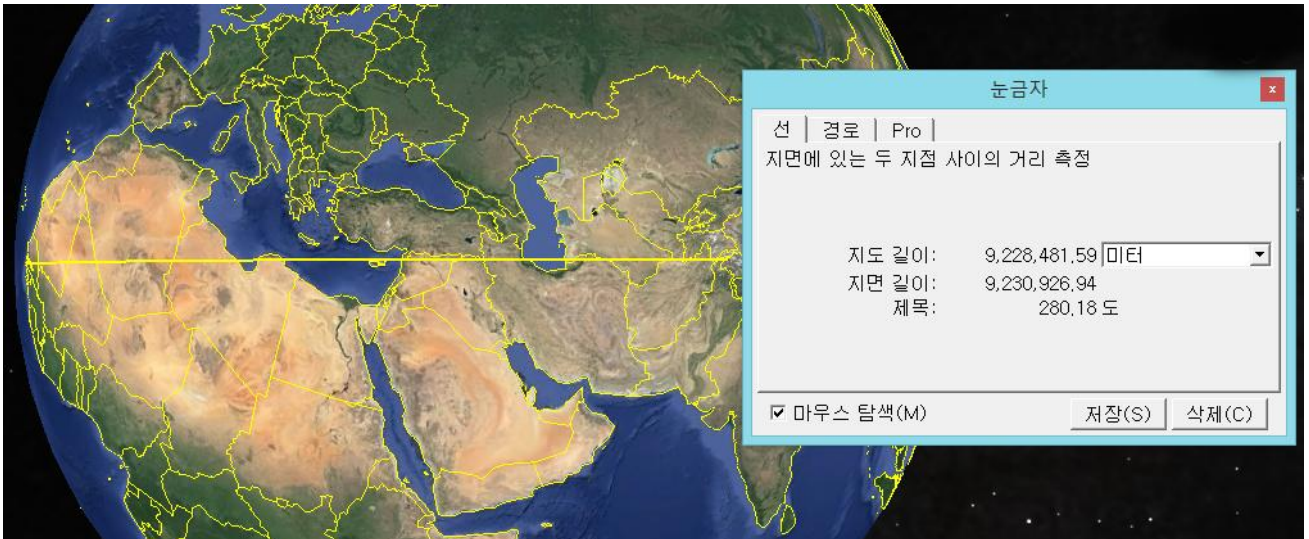 눈금자
선 경로 Pro
지면에 있는 두 지점 사이의 거리 측정
지도 길이: 9,228,481.59 미터
지면 길이: 9,230,926.94
제목: 280.18 도
마우스 탐색(M) 저장(S) 삭제(C)